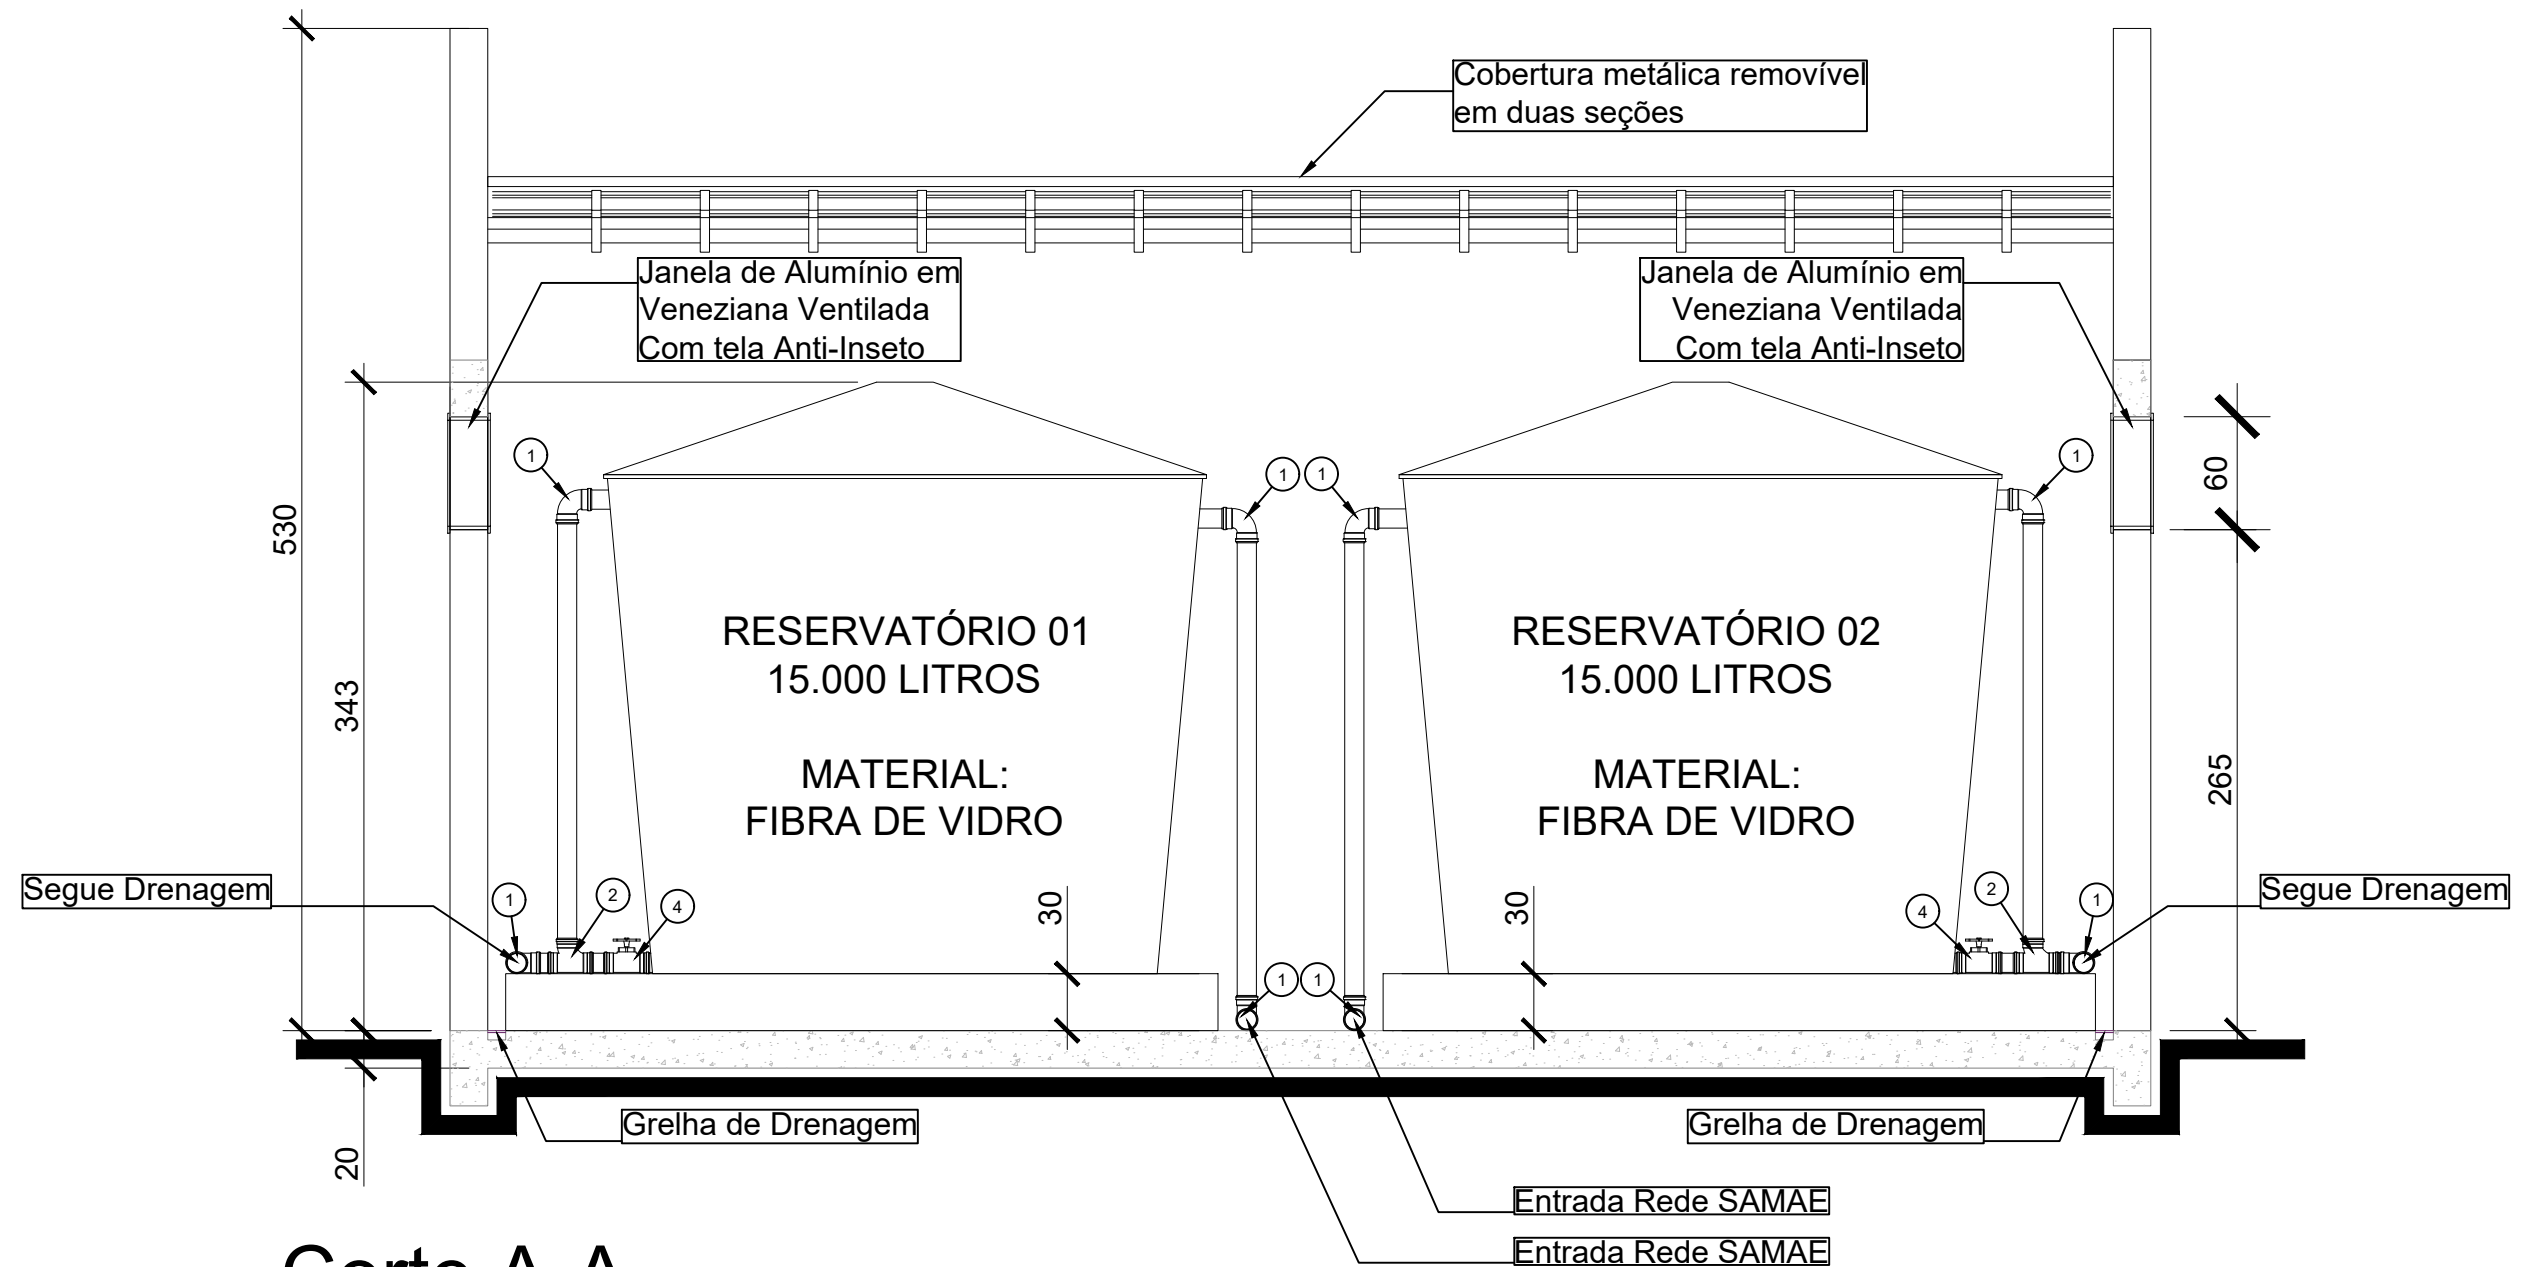 Cobertura metálica removível
em duas seções
Janela de Alumínio em
Veneziana Ventilada
Com tela Anti-Inseto
Janela de Alumínio em
Veneziana Ventilada
Com tela Anti-Inseto
1
1
1
1
60
530
RESERVATÓRIO 01
15.000 LITROS
MATERIAL:
FIBRA DE VIDRO
RESERVATÓRIO 02
15.000 LITROS
MATERIAL:
FIBRA DE VIDRO
343
265
Segue Drenagem
1
2
4
30
30
4
2
1
Segue Drenagem
1
1
Grelha de Drenagem
Grelha de Drenagem
20
Entrada Rede SAMAE
Entrada Rede SAMAE
Corte A-A